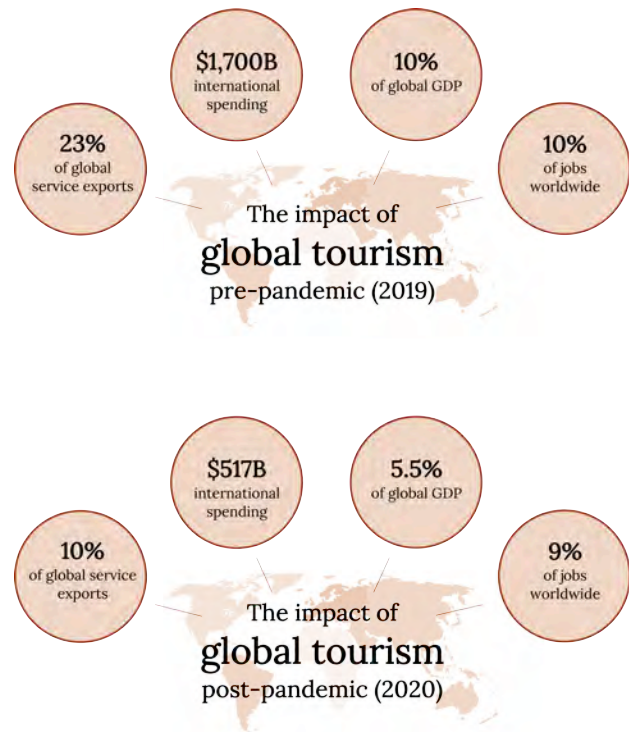 $1,700B
international
spending
10%
of global GDP
23%
of global
service exports
10%
of jobs
worldwide
The impact of
global tourism
pre-pandemic (2019)
$517B
international
spending
5.5%
of global GDP
10%
of global service
exports
9%
of jobs
worldwide
The impact of
global tourism
post-pandemic (2020)